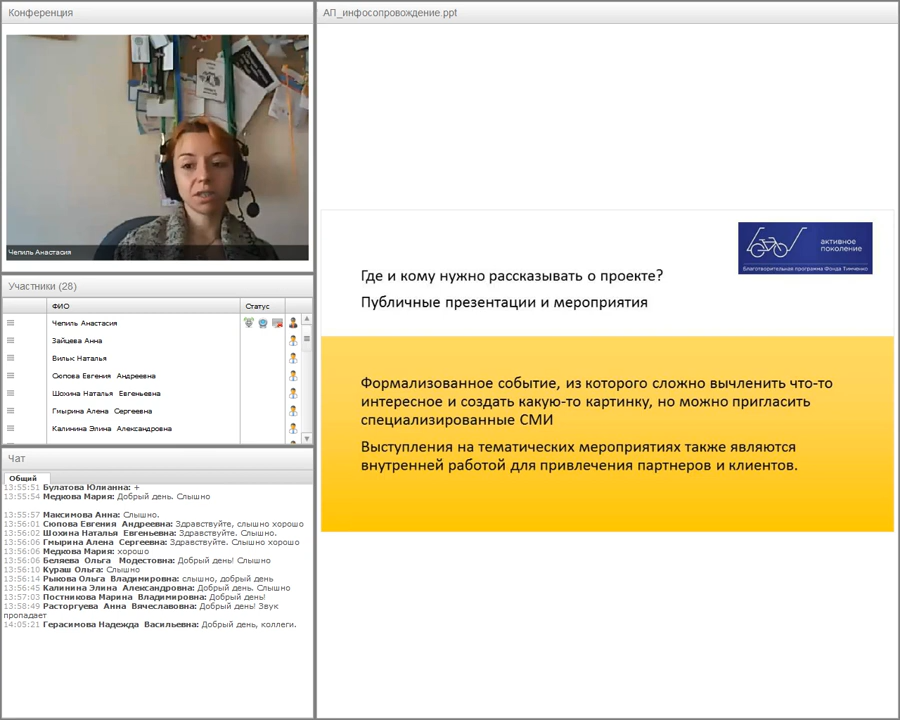 Конференция
Чепиль Анастасия
Участники (28)
ФИО
Статус
Чепиль Анастасия
Зайцева Анна
Вильк Наталья
Сюпова Евгения Андреевна
Шохина Наталья Евгеньевна
Гмырина Алена Сергеевна
Калинина Элина Александровна
Чат
Общий
13:55:51 Булатова Юлианна: +
13:55:54 Медкова Мария: Добрый день. Слышно
13:55:57 Максимова Анна: Слышно.
13:56:01 Сюпова Евгения Андреевна: Здравствуйте, слышно хорошо
13:56:02 Шохина Наталья Евгеньевна: Здравствуйте. Слышно.
13:56:06 Гмырина Алена Сергеевна: Здравствуйте. Слышно хорошо
13:56:06 Медкова Мария: хорошо
13:56:06 Беляева Ольга Модестовна: Добрый день! Слышно
13:56:10 Кураш Ольга: Слышно
13:56:14 Рыкова Ольга Владимировна: слышно, добрый день
13:56:45 Калинина Элина Александровна: Добрый день. Слышно
13:57:03 Постникова Марина Владимировна: Добрый день!
13:58:49 Расторгуева Анна Вячеславовна: Добрый день! Звук
пропадает
14:05:21 Герасимова Надежда Васильевна: Добрый день, коллеги.
АП_инфосопровождение.ppt
активное
поколение
Благотворительная программа Фонда Тимченко
Где и кому нужно рассказывать о проекте?
Публичные презентации и мероприятия
Формализованное событие, из которого сложно вычленить что-то
интересное и создать какую-то картинку, но можно пригласить
специализированные СМИ
Выступления на тематических мероприятиях также являются
внутренней работой для привлечения партнеров и клиентов.